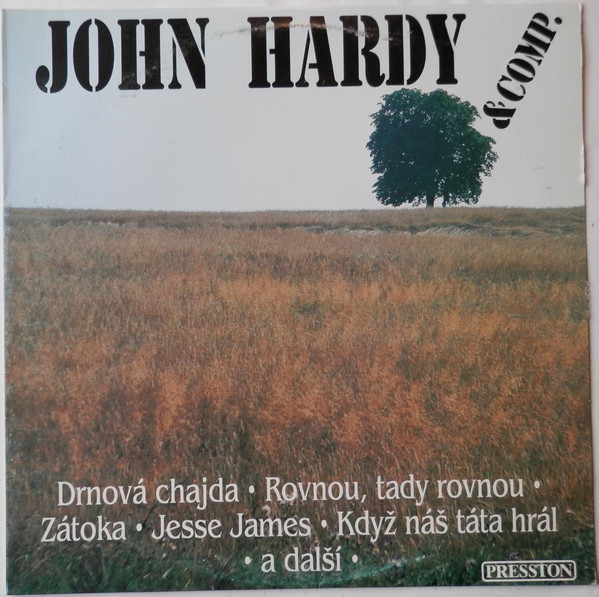 JOHN HARDY
& COMP.
Drnová chajda • Rovnou, tady rovnou •
Zátoka • Jesse James • Když náš táta hrál
• a další •
PRESSTON